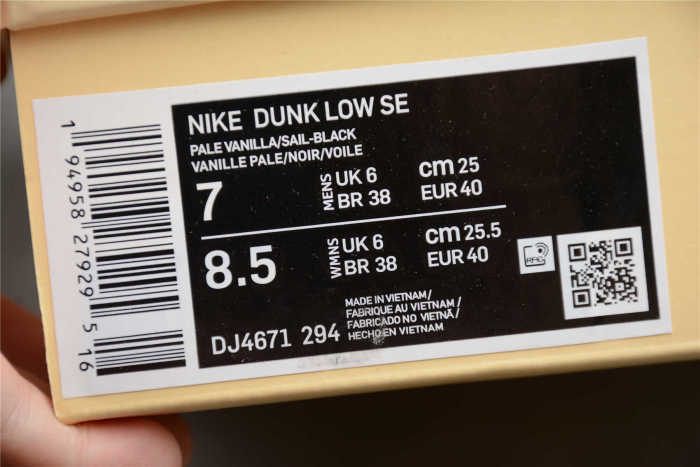 NIKE DUNK LOW SE
PALE VANILLA/SAIL-BLACK
VANILLE PALE/NOIR/VOILE
7 MENS UK 6 cm 25
BR 38 EUR 40
8.5 WMNS UK 6 cm 25.5
BR 38 EUR 40
MADE IN VIETNAM/
FABRIQUE AU VIETNAM/
FABRICADO NO VIETNÃ/
HECHO EN VIETNAM
DJ4671 294
1 94958 27929 5 16